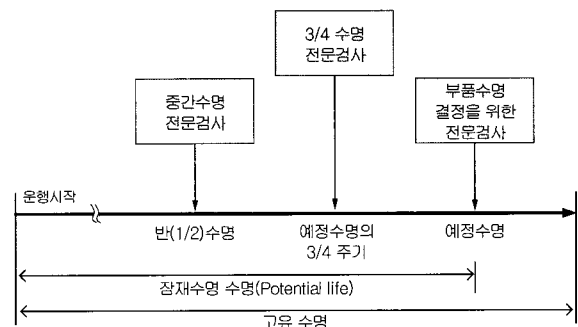 3/4 수명
전문검사
중간수명
전문검사
부품수명
결정을 위한
전문검사
운행시작
반(1/2)수명
예정수명의
3/4 주기
예정수명
잠재수명 수명(Potential life)
고유 수명